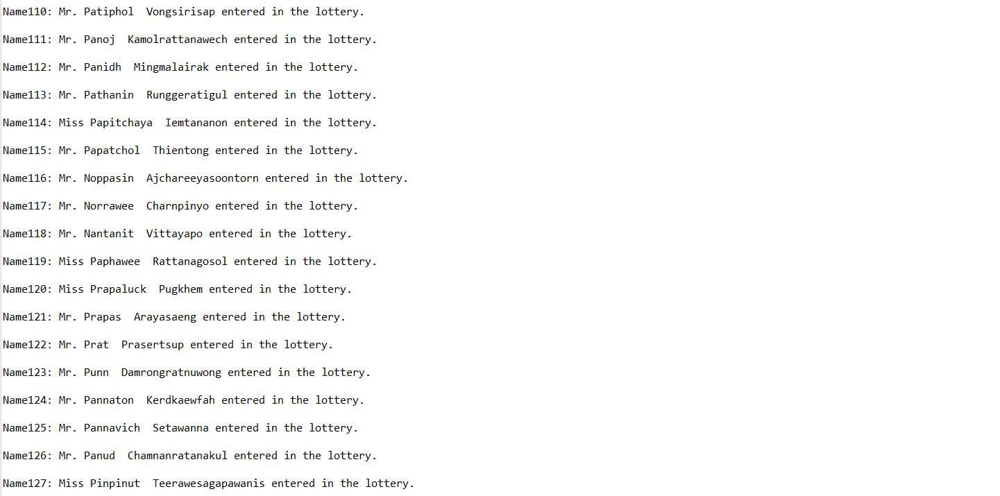 Name110: Mr. Patiphol  Vongsirisap entered in the lottery.
Name111: Mr. Panoj  Kamolrattanawech entered in the lottery.
Name112: Mr. Panidh  Mingmalairak entered in the lottery.
Name113: Mr. Pathanin  Runggeratigul entered in the lottery.
Name114: Miss Papitchaya  Iemtananon entered in the lottery.
Name115: Mr. Papatchol  Thientong entered in the lottery.
Name116: Mr. Noppasin  Ajchareeyasoontorn entered in the lottery.
Name117: Mr. Norrawee  Charnpinyo entered in the lottery.
Name118: Mr. Nantanit  Vittayapo entered in the lottery.
Name119: Miss Paphawee  Rattanagosol entered in the lottery.
Name120: Miss Prapaluck  Pugkhem entered in the lottery.
Name121: Mr. Prapas  Arayasaeng entered in the lottery.
Name122: Mr. Prat  Prasertsup entered in the lottery.
Name123: Mr. Punn  Damrongratnuwong entered in the lottery.
Name124: Mr. Pannaton  Kerdkaewfah entered in the lottery.
Name125: Mr. Pannavich  Setawanna entered in the lottery.
Name126: Mr. Panud  Chamnanratanakul entered in the lottery.
Name127: Miss Pinpinut  Teerawesagapawanis entered in the lottery.